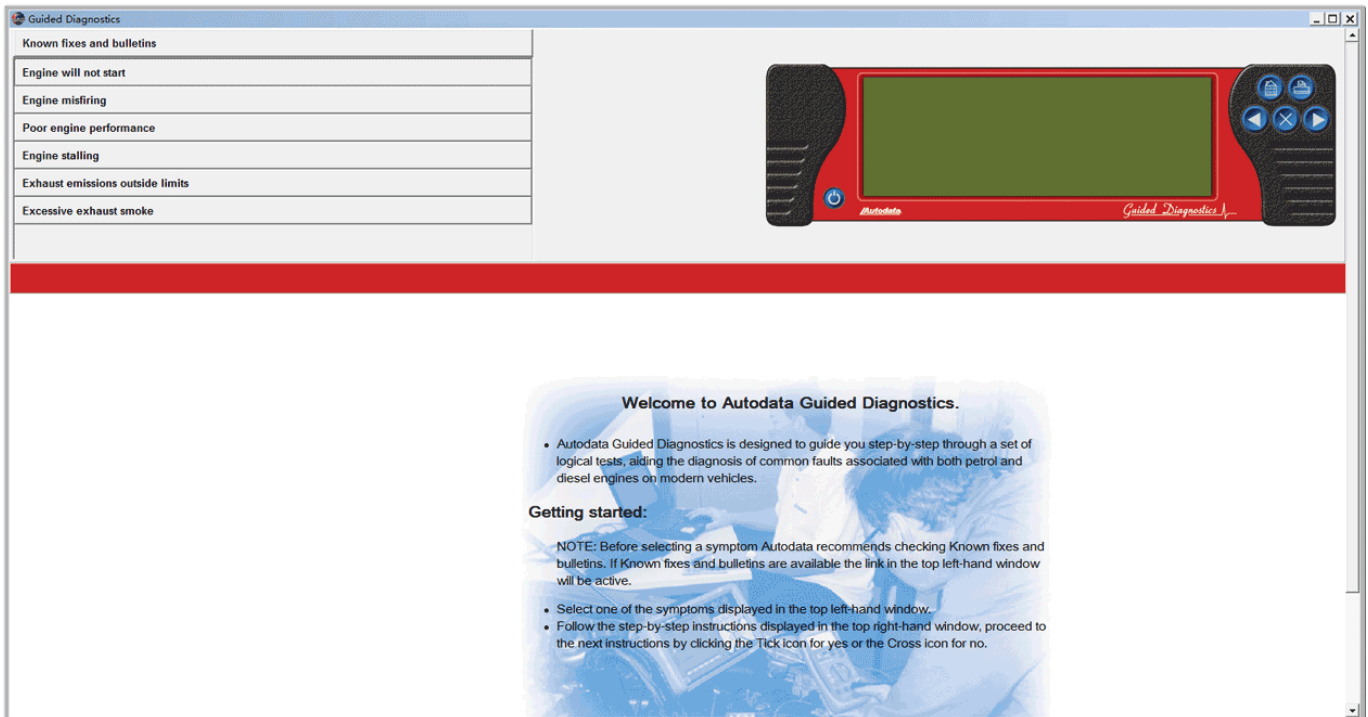 Guided Diagnostics
Known fixes and bulletins
Engine will not start
Engine misfiring
Poor engine performance
Engine stalling
Exhaust emissions outside limits
Excessive exhaust smoke
Autodata
Guided Diagnostics
Welcome to Autodata Guided Diagnostics.
• Autodata Guided Diagnostics is designed to guide you step-by-step through a set of
logical tests, aiding the diagnosis of common faults associated with both petrol and
diesel engines on modern vehicles.
Getting started:
NOTE: Before selecting a symptom Autodata recommends checking Known fixes and
bulletins. If Known fixes and bulletins are available the link in the top left-hand window
will be active.
• Select one of the symptoms displayed in the top left-hand window.
• Follow the step-by-step instructions displayed in the top right-hand window, proceed to
the next instructions by clicking the Tick icon for yes or the Cross icon for no.